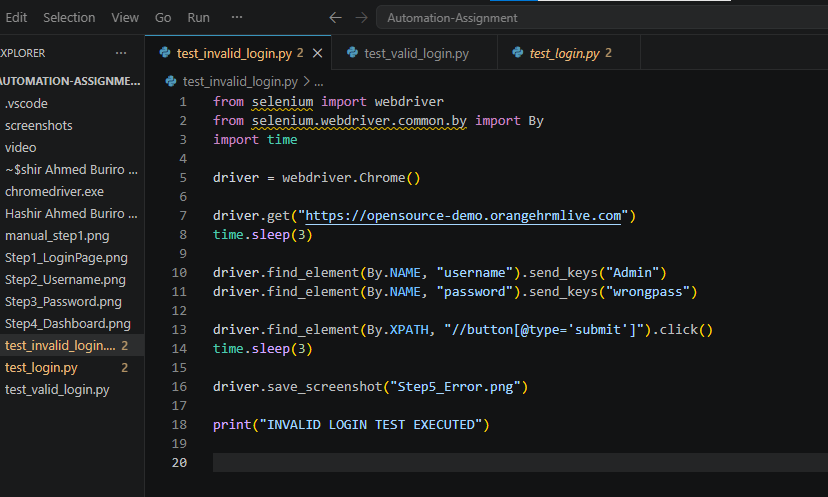 Edit Selection View Go Run ...
Automation-Assignment
XPLORER ...
AUTOMATION-ASSIGNME...
.vscode
screenshots
video
~$shir Ahmed Buriro ...
chromedriver.exe
Hashir Ahmed Buriro ...
manual_step1.png
Step1_LoginPage.png
Step2_Username.png
Step3_Password.png
Step4_Dashboard.png
test_invalid_login.... 2
test_login.py 2
test_valid_login.py
test_invalid_login.py 2 ×
test_valid_login.py
test_login.py 2
test_invalid_login.py > ...
1 from selenium import webdriver
2 from selenium.webdriver.common.by import By
3 import time
4
5 driver = webdriver.Chrome()
6
7 driver.get("https://opensource-demo.orangehrmlive.com")
8 time.sleep(3)
9
10 driver.find_element(By.NAME, "username").send_keys("Admin")
11 driver.find_element(By.NAME, "password").send_keys("wrongpass")
12
13 driver.find_element(By.XPATH, "//button[@type='submit']").click()
14 time.sleep(3)
15
16 driver.save_screenshot("Step5_Error.png")
17
18 print("INVALID LOGIN TEST EXECUTED")
19
20